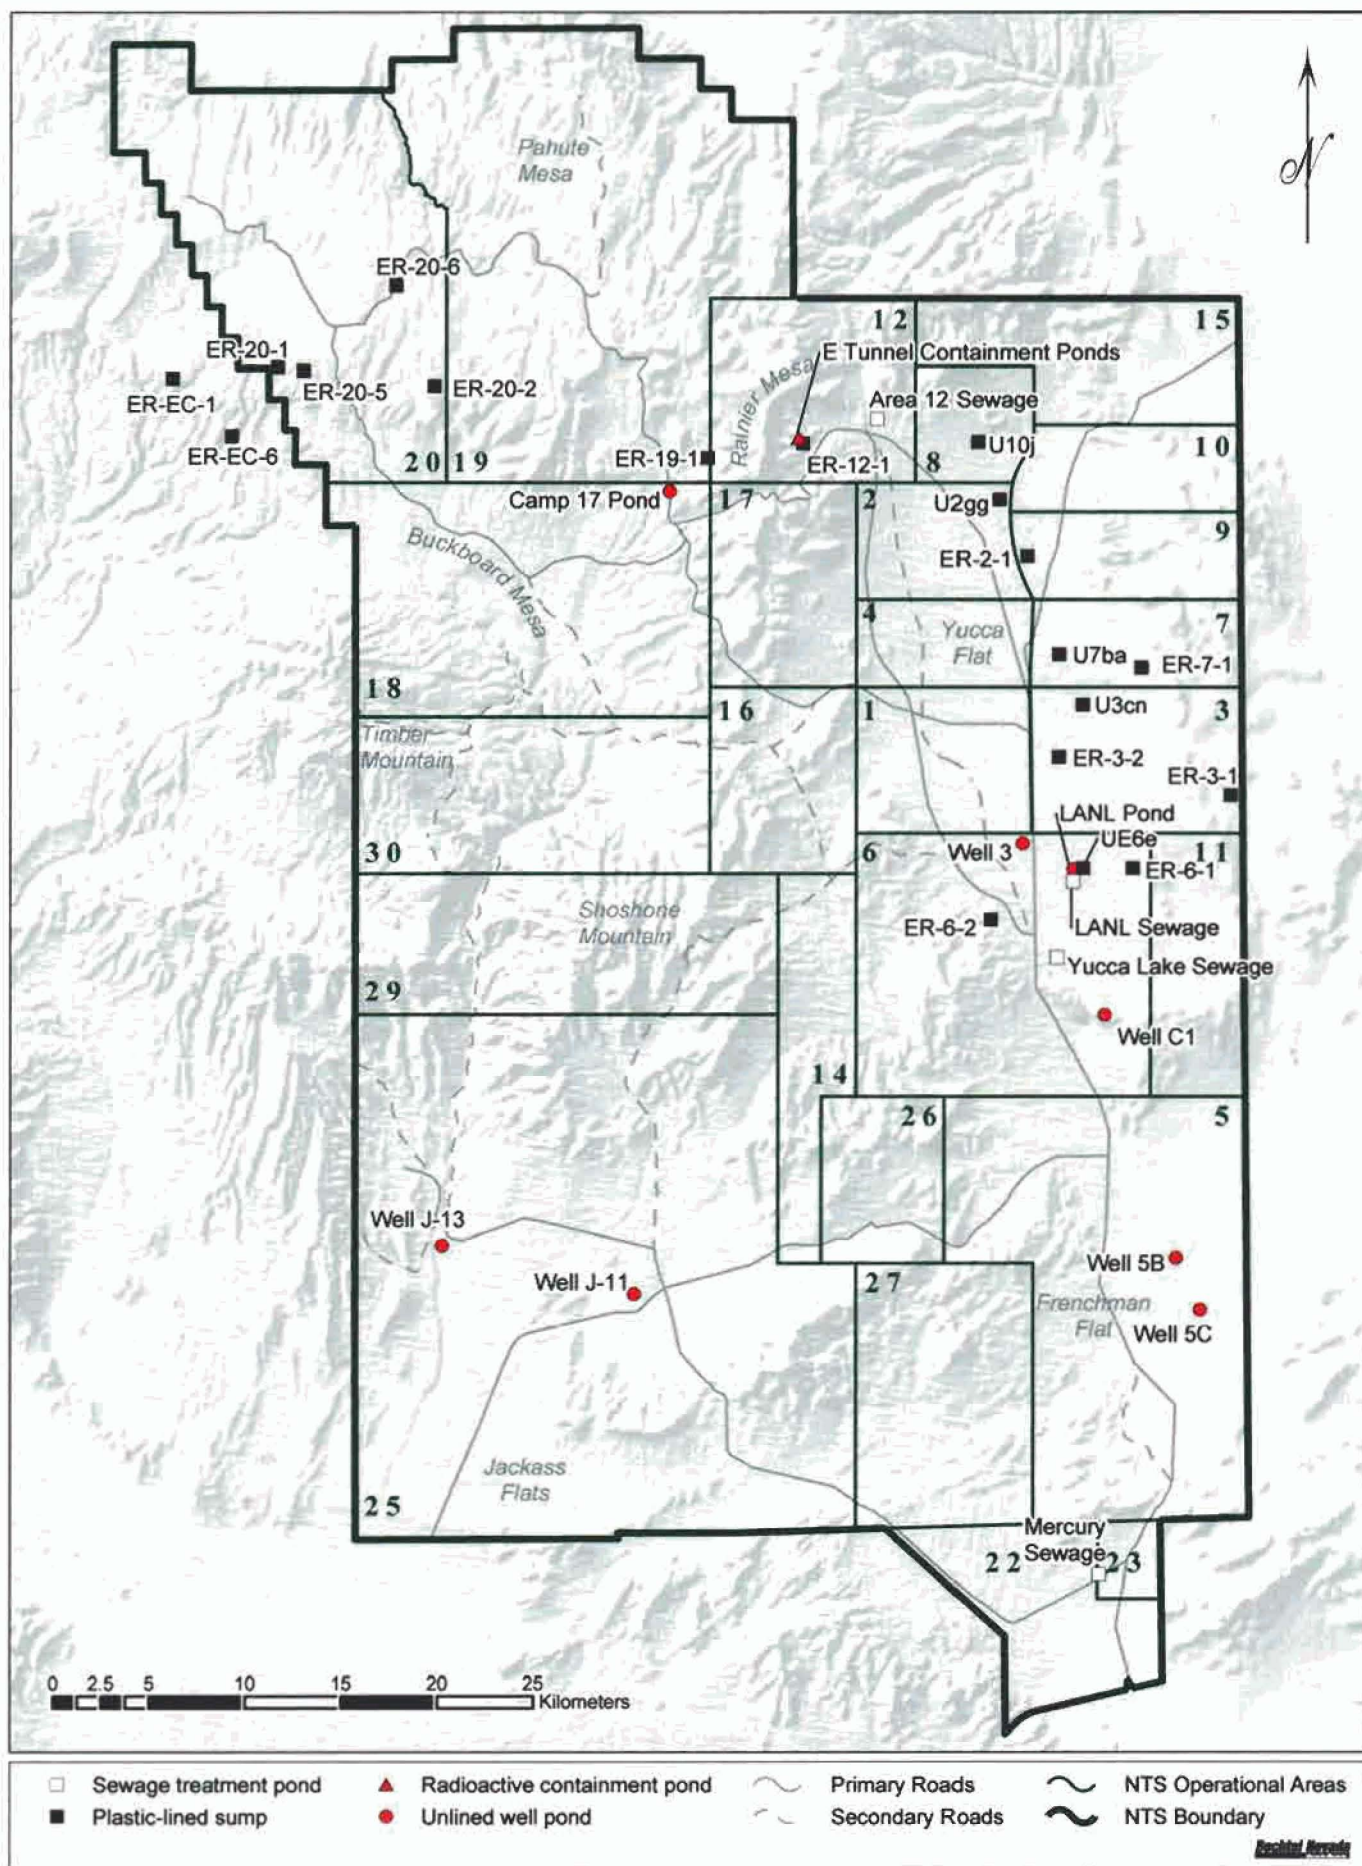 Pahute
Mesa
N
ER-20-6
12
15
ER-20-1
E Tunnel Containment Ponds
ER-20-5
ER-20-2
Rainier Mesa
ER-EC-1
Area 12 Sewage
U10j
10
ER-EC-6
20
19
ER-19-1
ER-12-1
8
Camp 17 Pond
17
2
U2gg
9
Buckboard Mesa
ER-2-1
4
7
Yucca
Flat
U7ba
ER-7-1
18
16
1
U3cn
3
Timber
Mountain
ER-3-2
ER-3-1
LANL Pond
30
6
Well 3
UE6e
11
ER-6-1
Shoshone
Mountain
ER-6-2
LANL Sewage
Yucca Lake Sewage
29
Well C1
14
26
5
Well J-13
Well 5B
Well J-11
27
Frenchman
Flat
Well 5C
Jackass
Flats
25
Mercury
Sewage
22
23
0 2.5 5 10 15 20 25
Kilometers
Sewage treatment pond
Radioactive containment pond
Primary Roads
NTS Operational Areas
Plastic-lined sump
Unlined well pond
Secondary Roads
NTS Boundary
Bechtel Nevada